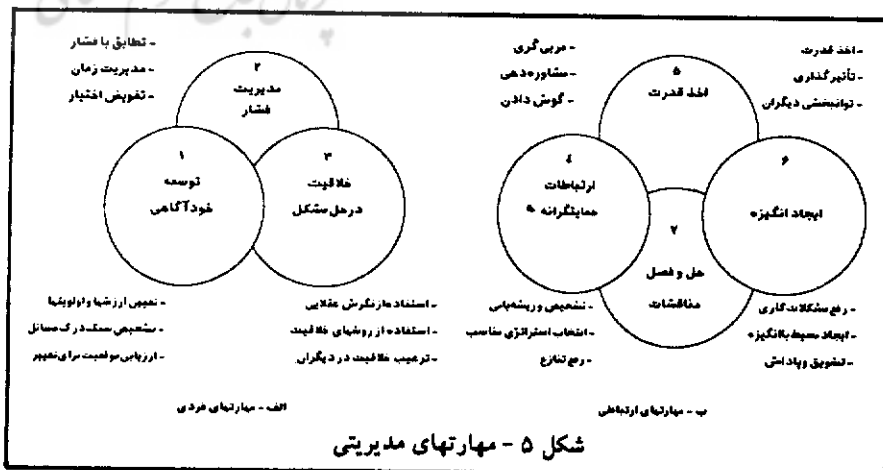 - اخذ قدرت
- تأثیرگذاری
- توانبخشی دیگران
- مربی گری
- مشاوره دهی
- گوش دادن
۵
اخذ قدرت
۶
ایجاد انگیزه
۴
ارتباطات
حمایتگرانه
۷
حل و فصل
مناقشات
- رفع مشکلات کاری
- ایجاد محیط باانگیزه
- تشویق و پاداش
- تشخیص و ریشه‌یابی
- انتخاب استراتژی مناسب
- رفع تنازع
ب - مهارتهای ارتباطی
- تطابق با فشار
- مدیریت زمان
- تفویض اختیار
۲
مدیریت
فشار
۳
خلاقیت
در حل مشکل
۱
توسعه
خودآگاهی
- استفاده از نگرش عقلایی
- استفاده از روشهای خلاقیت
- ترغیب خلاقیت در دیگران
- تعیین ارزشها و اولویتها
- تشخیص سبک درک مسائل
- ارزیابی موقعیت برای تغییر
الف - مهارتهای فردی
شکل ۵ - مهارتهای مدیریتی